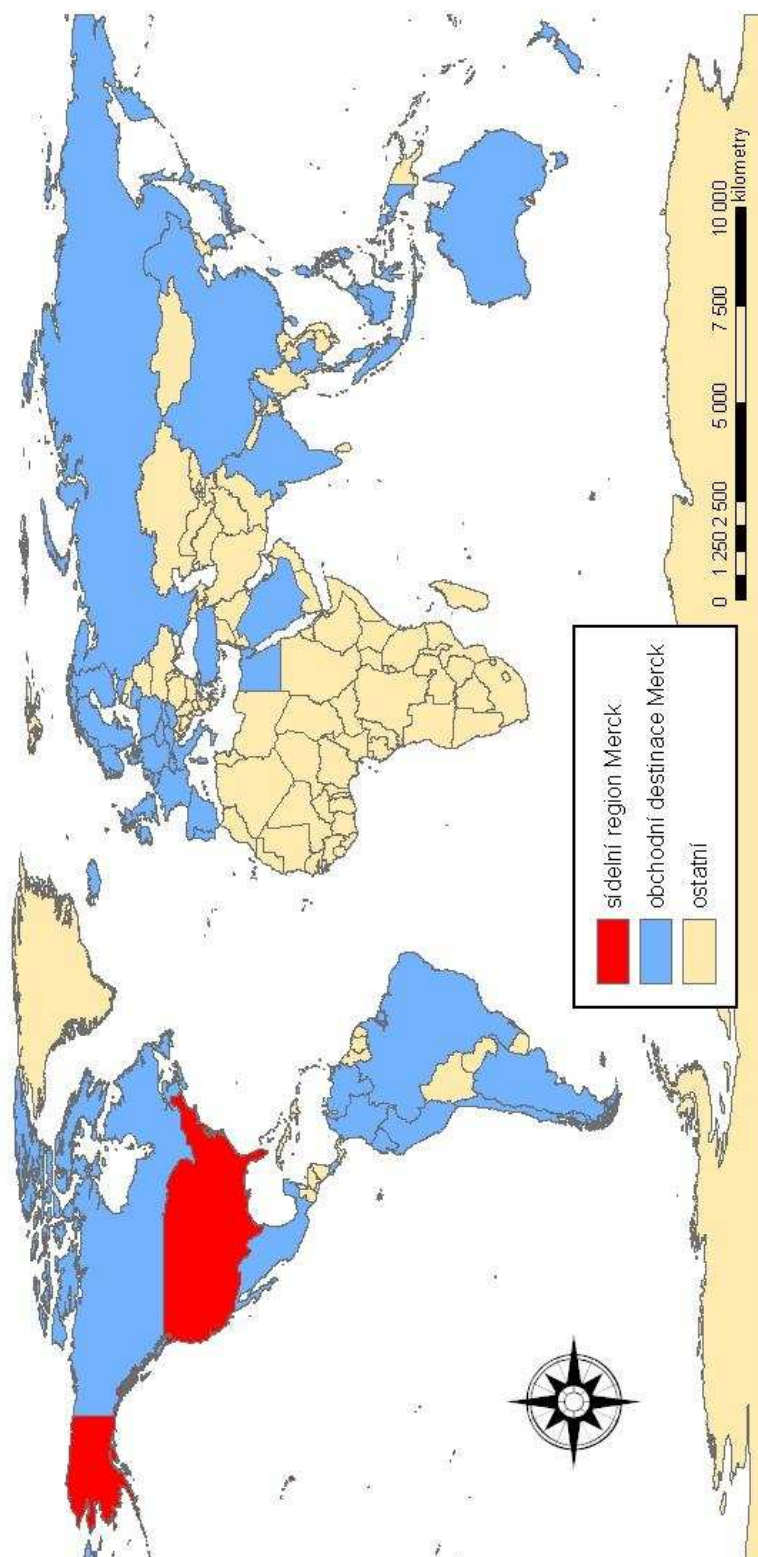 sídelní region Merck
obchodní destinace Merck
ostatní
0 1 250 2 500 5 000 7 500 10 000
kilometry